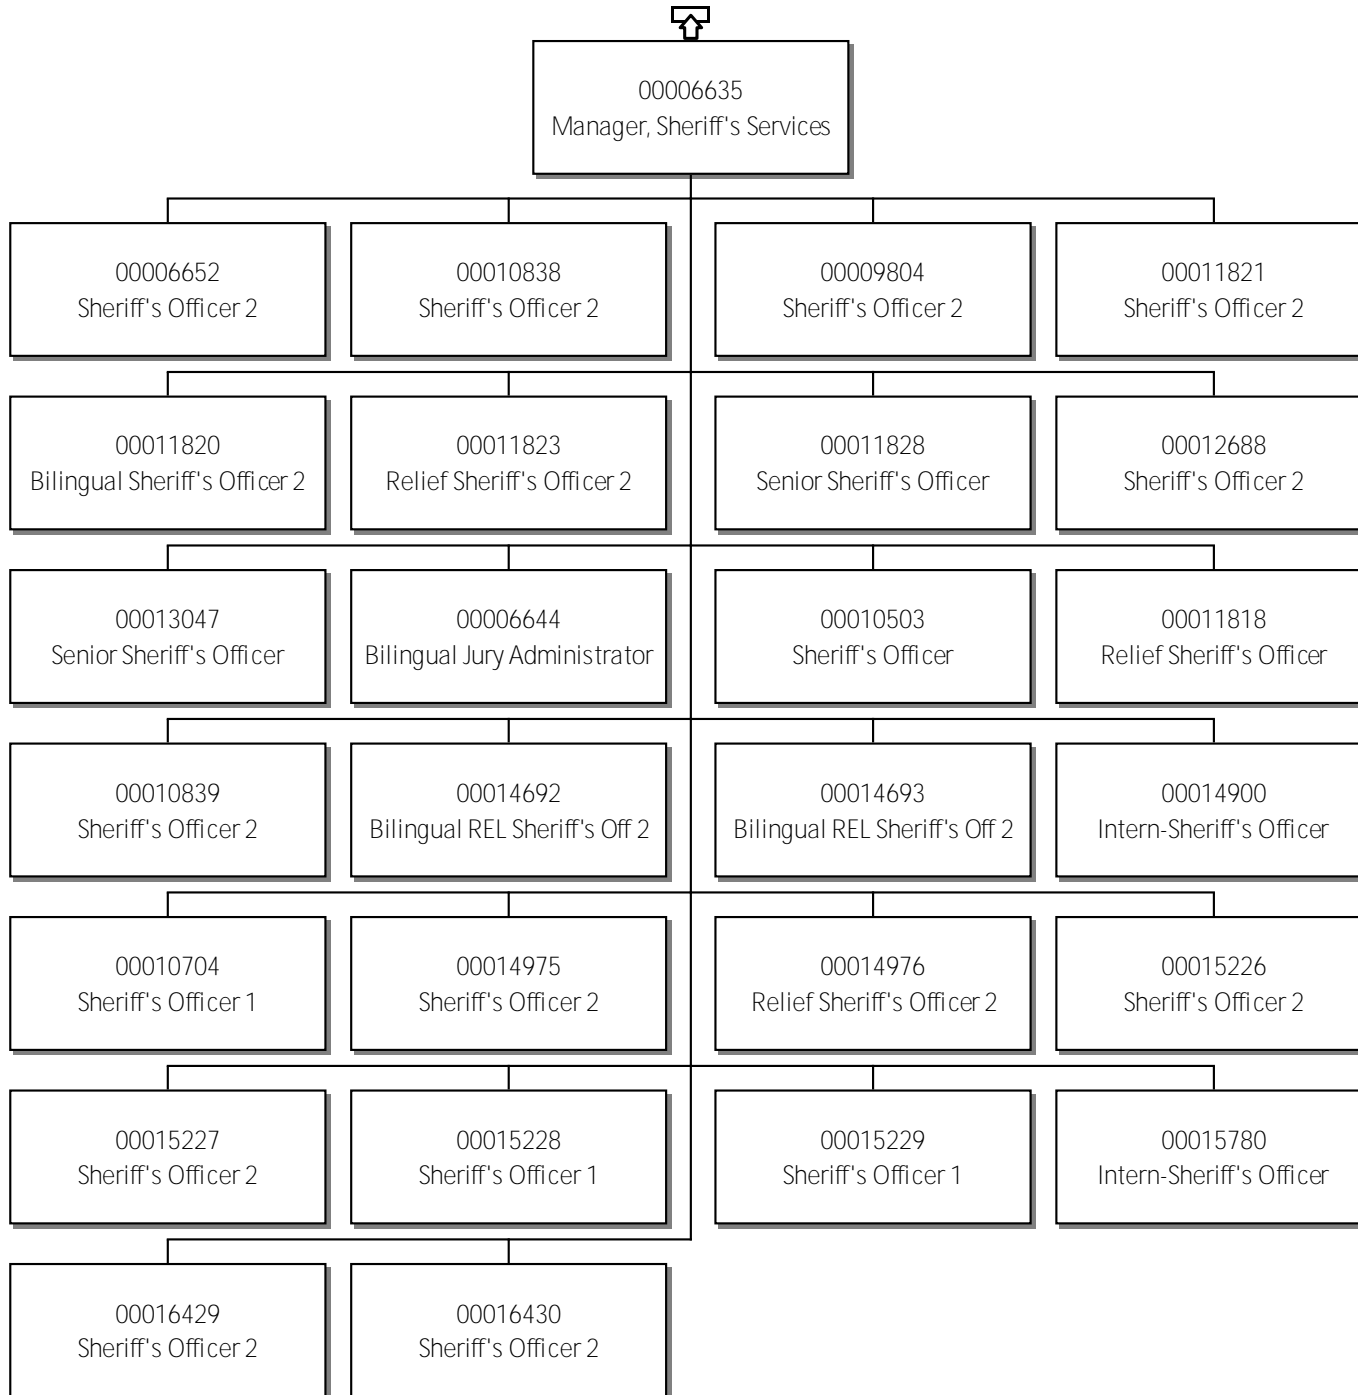 00006635
Manager, Sheriff's Services
00006652
Sheriff's Officer 2
00010838
Sheriff's Officer 2
00009804
Sheriff's Officer 2
00011821
Sheriff's Officer 2
00011820
Bilingual Sheriff's Officer 2
00011823
Relief Sheriff's Officer 2
00011828
Senior Sheriff's Officer
00012688
Sheriff's Officer 2
00013047
Senior Sheriff's Officer
00006644
Bilingual Jury Administrator
00010503
Sheriff's Officer
00011818
Relief Sheriff's Officer
00010839
Sheriff's Officer 2
00014692
Bilingual REL Sheriff's Off 2
00014693
Bilingual REL Sheriff's Off 2
00014900
Intern-Sheriff's Officer
00010704
Sheriff's Officer 1
00014975
Sheriff's Officer 2
00014976
Relief Sheriff's Officer 2
00015226
Sheriff's Officer 2
00015227
Sheriff's Officer 2
00015228
Sheriff's Officer 1
00015229
Sheriff's Officer 1
00015780
Intern-Sheriff's Officer
00016429
Sheriff's Officer 2
00016430
Sheriff's Officer 2